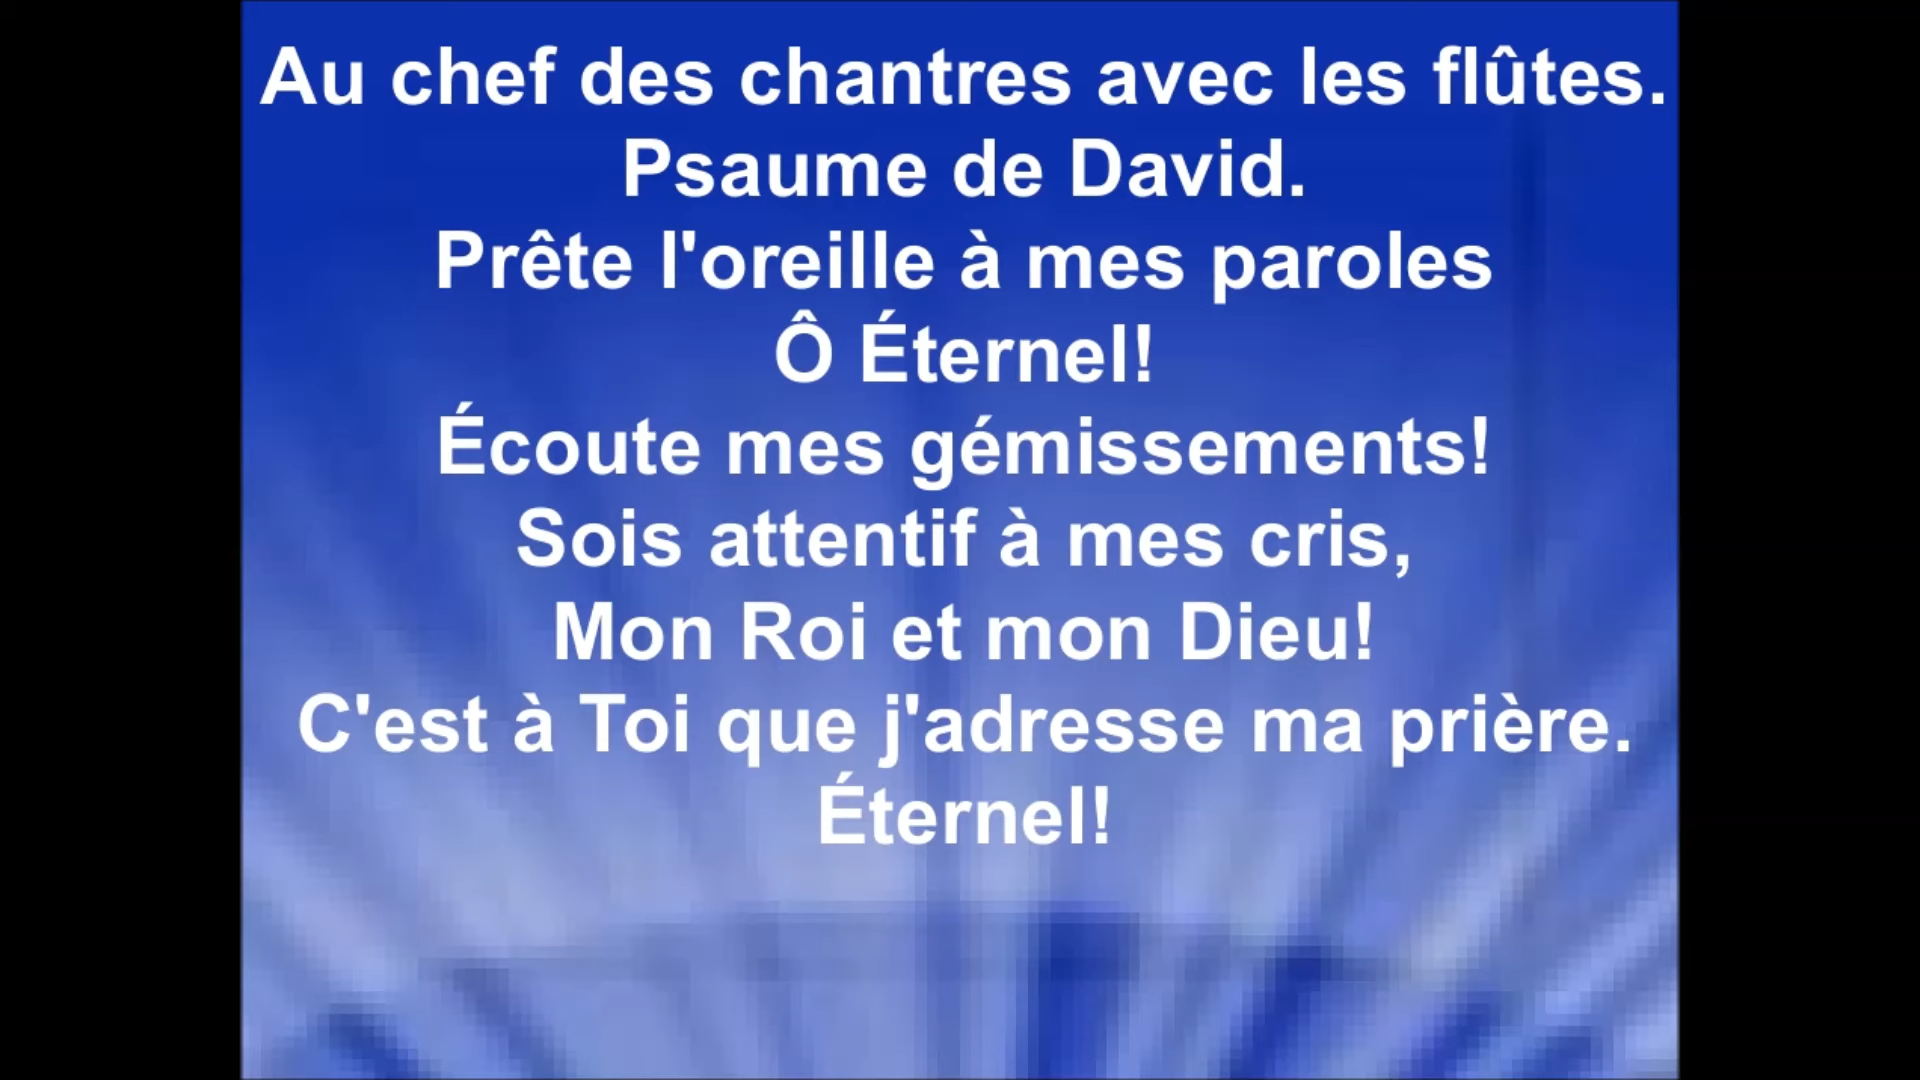 Au chef des chantres avec les flûtes.
Psaume de David.
Prête l'oreille à mes paroles
Ô Éternel!
Écoute mes gémissements!
Sois attentif à mes cris,
Mon Roi et mon Dieu!
C'est à Toi que j'adresse ma prière.
Éternel!